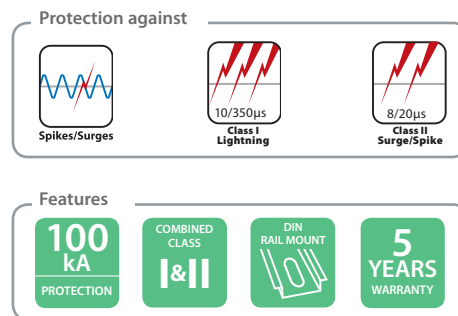 Protection against
10/350µs
8/20µs
Spikes/Surges
Class I
Lightning
Class II
Surge/Spike
Features
100
kA
PROTECTION
COMBINED
CLASS
I&II
DIN
RAIL MOUNT
5
YEARS
WARRANTY